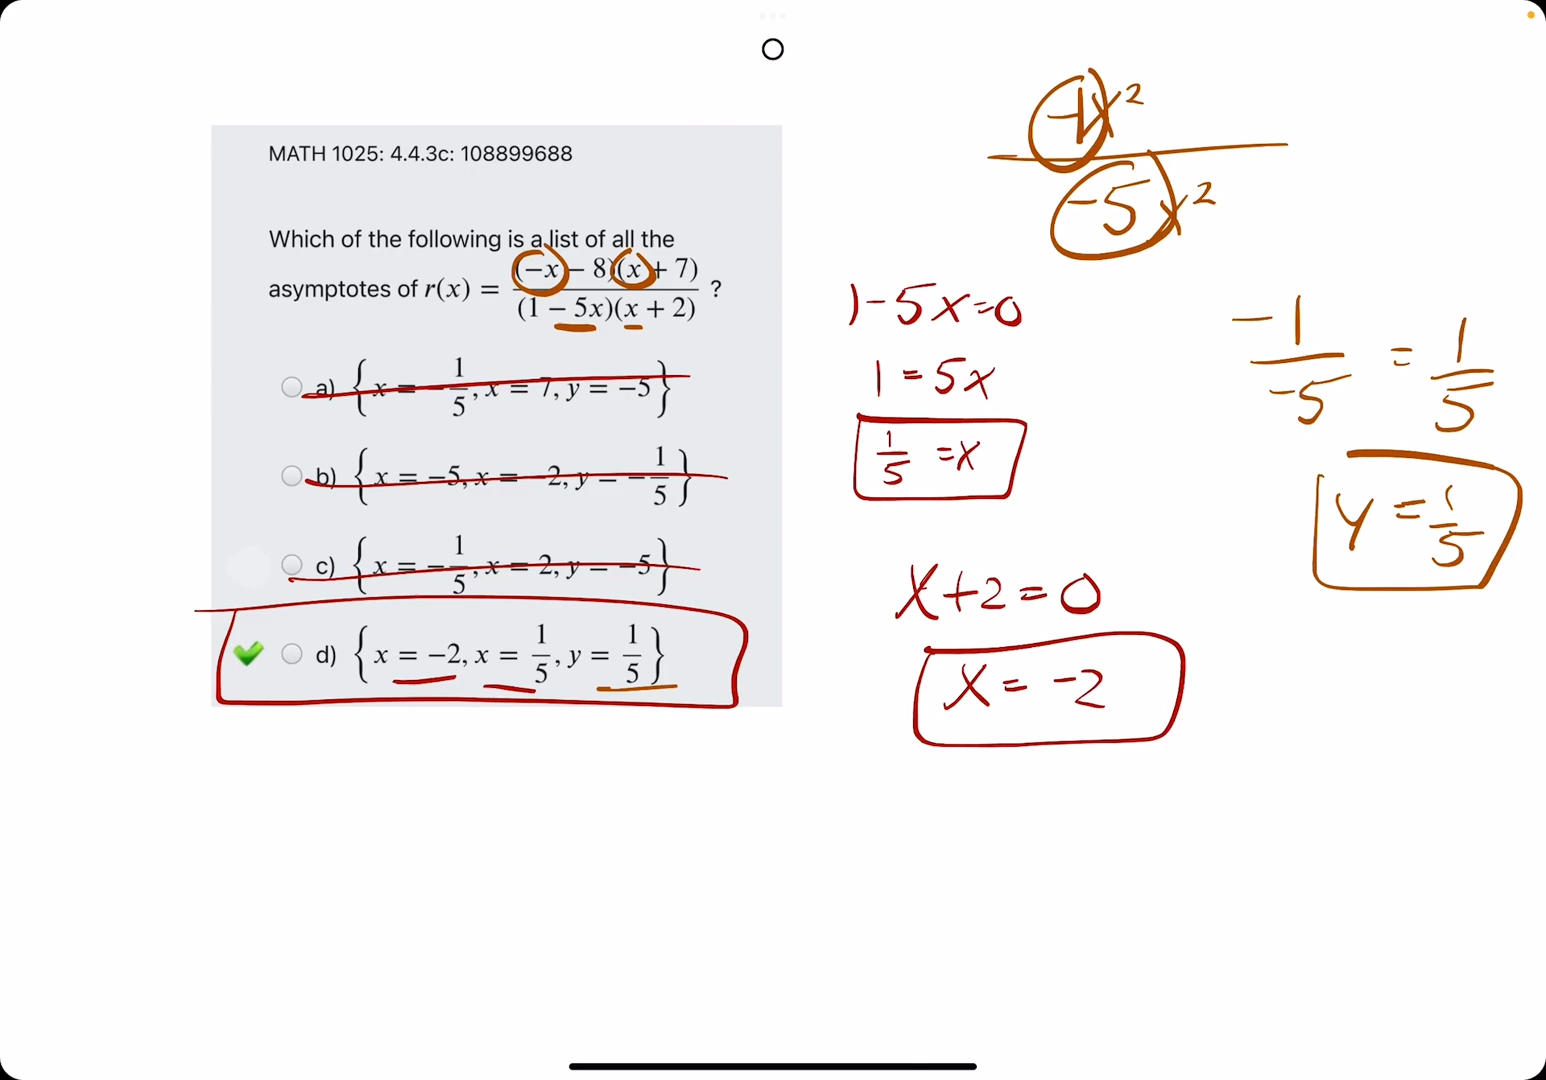 MATH 1025: 4.4.3c: 108899688
Which of the following is a list of all the
asymptotes of r(x) = (−x − 8)(x + 7) / (1 − 5x)(x + 2) ?
a) {x = −1/5, x = 7, y = −5}
b) {x = −5, x = −2, y = −1/5}
c) {x = −1/5, x = 2, y = −5}
d) {x = −2, x = 1/5, y = 1/5}
-1x²
-5x²
1-5x=0
1=5x
1/5 =x
x+2=0
x=-2
-1/-5 = 1/5
y=1/5